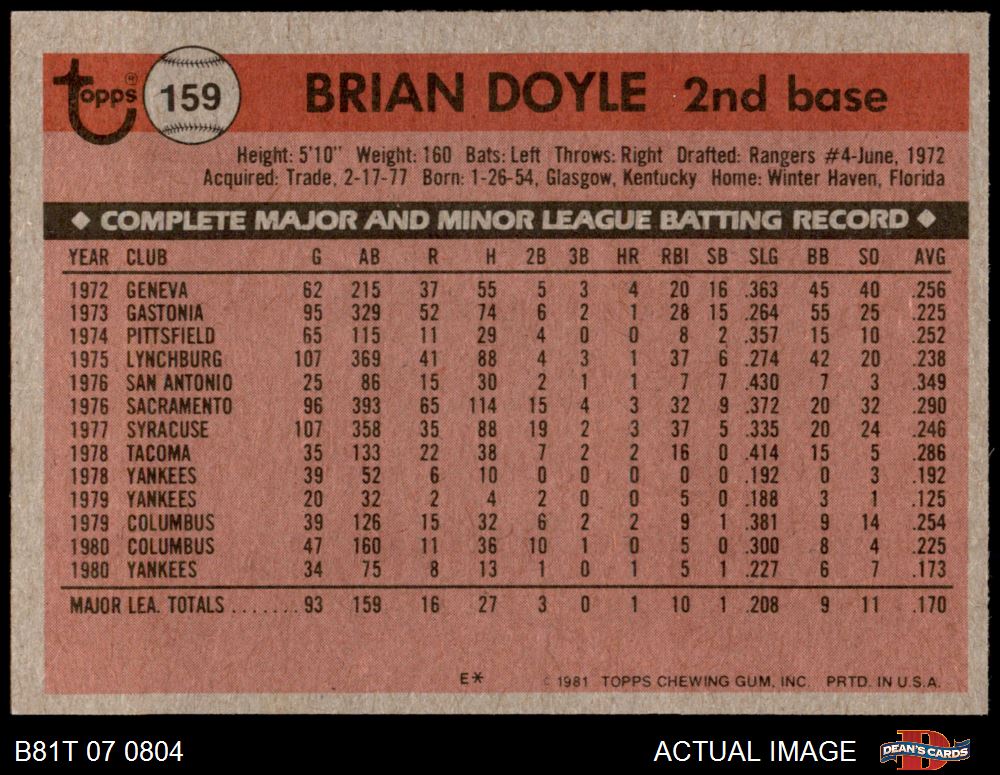 Topps® 159 BRIAN DOYLE 2nd base
Height: 5'10" Weight: 160 Bats: Left Throws: Right Drafted: Rangers #4-June, 1972
Acquired: Trade, 2-17-77 Born: 1-26-54, Glasgow, Kentucky Home: Winter Haven, Florida
◆ COMPLETE MAJOR AND MINOR LEAGUE BATTING RECORD ◆
YEAR CLUB G AB R H 2B 3B HR RBI SB SLG BB SO AVG
1972 GENEVA 62 215 37 55 5 3 4 20 16 .363 45 40 .256
1973 GASTONIA 95 329 52 74 6 2 1 28 15 .264 55 25 .225
1974 PITTSFIELD 65 115 11 29 4 0 0 8 2 .357 15 10 .252
1975 LYNCHBURG 107 369 41 88 4 3 1 37 6 .274 42 20 .238
1976 SAN ANTONIO 25 86 15 30 2 1 1 7 7 .430 7 3 .349
1976 SACRAMENTO 96 393 65 114 15 4 3 32 9 .372 20 32 .290
1977 SYRACUSE 107 358 35 88 19 2 3 37 5 .335 20 24 .246
1978 TACOMA 35 133 22 38 7 2 2 16 0 .414 15 5 .286
1978 YANKEES 39 52 6 10 0 0 0 0 0 .192 0 3 .192
1979 YANKEES 20 32 2 4 2 0 0 5 0 .188 3 1 .125
1979 COLUMBUS 39 126 15 32 6 2 2 9 1 .381 9 14 .254
1980 COLUMBUS 47 160 11 36 10 1 0 5 0 .300 8 4 .225
1980 YANKEES 34 75 8 13 1 0 1 5 1 .227 6 7 .173
MAJOR LEA. TOTALS ....... 93 159 16 27 3 0 1 10 1 .208 9 11 .170
E* © 1981 TOPPS CHEWING GUM, INC. PRTD. IN U.S.A.
B81T 07 0804 ACTUAL IMAGE DEAN'S CARDS